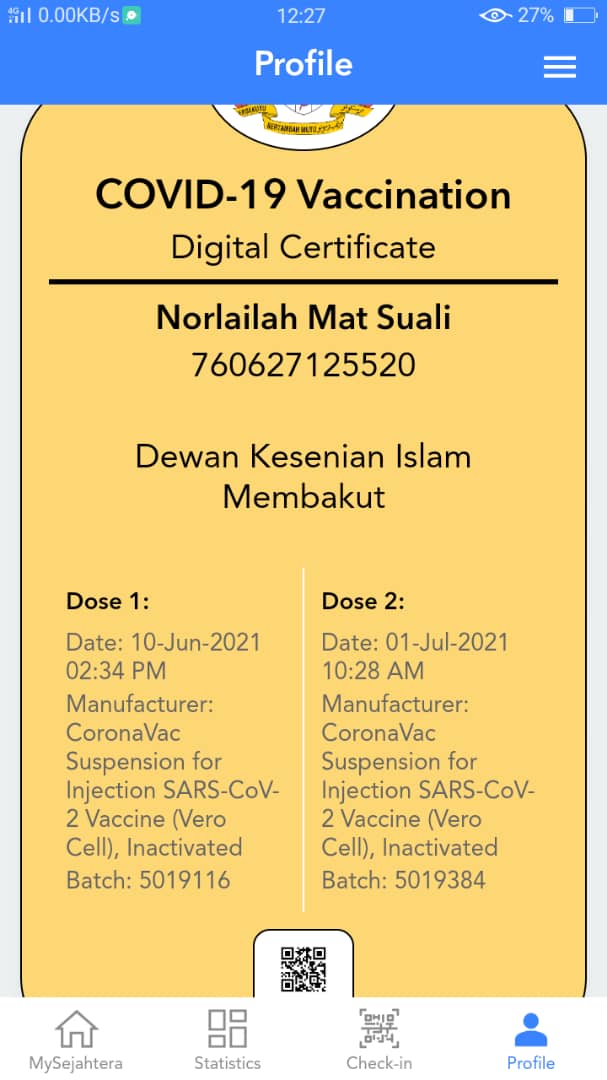 4G 0.00KB/s 12:27 27%
Profile
BERTAMBAH MUTU
COVID-19 Vaccination
Digital Certificate
Norlailah Mat Suali
760627125520
Dewan Kesenian Islam
Membakut
Dose 1:
Date: 10-Jun-2021
02:34 PM
Manufacturer:
CoronaVac
Suspension for
Injection SARS-CoV-
2 Vaccine (Vero
Cell), Inactivated
Batch: 5019116
Dose 2:
Date: 01-Jul-2021
10:28 AM
Manufacturer:
CoronaVac
Suspension for
Injection SARS-CoV-
2 Vaccine (Vero
Cell), Inactivated
Batch: 5019384
MySejahtera
Statistics
Check-in
Profile